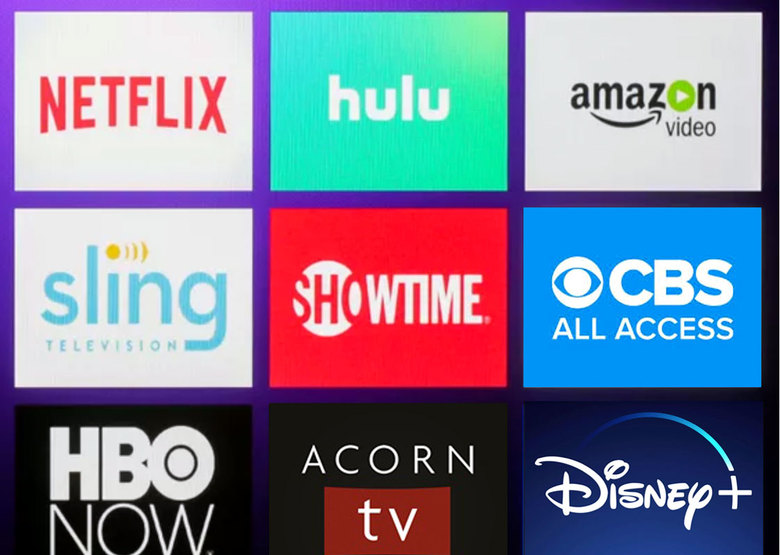 NETFLIX
hulu
amazon
video
sling
TELEVISION
SHOWTIME®
CBS
ALL ACCESS
HBO
NOW®
ACORN
tv
Disney+